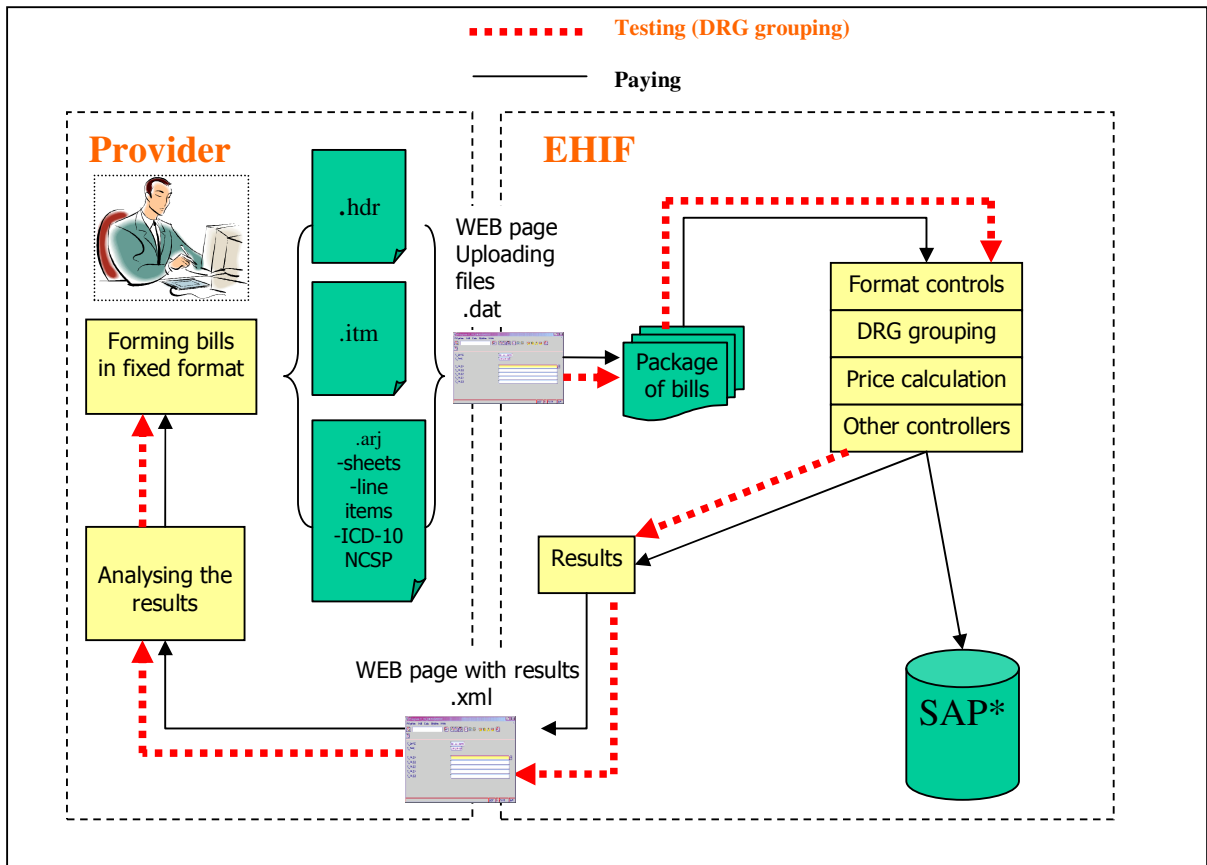 Testing (DRG grouping)
Paying
Provider
EHIF
.hdr
.itm
.arj
-sheets
-line
items
-ICD-10
NCSP
WEB page
Uploading
files
.dat
Forming bills
in fixed format
Analysing the
results
Package
of bills
Format controls
DRG grouping
Price calculation
Other controllers
Results
WEB page with results
.xml
SAP*